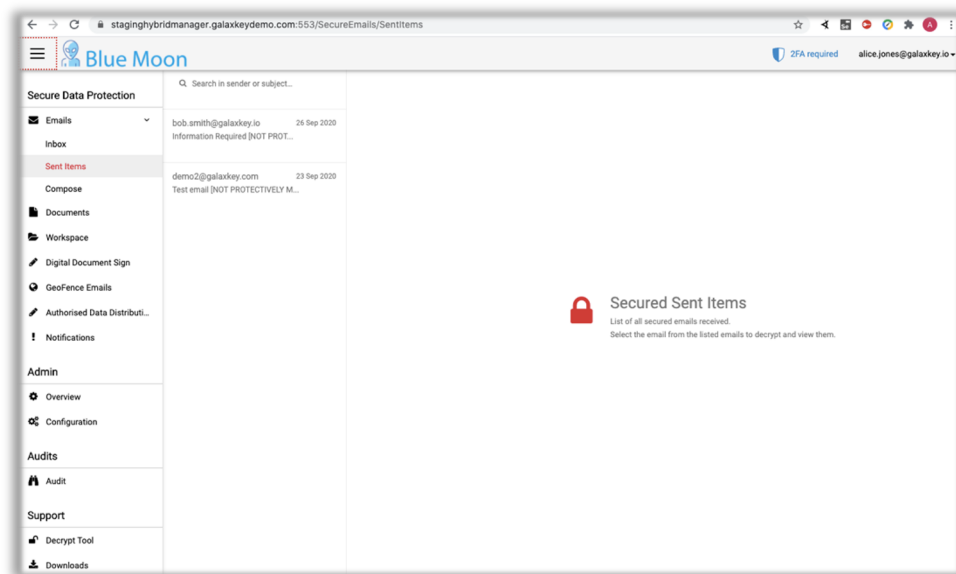 staginghybridmanager.galaxkeydemo.com:553/SecureEmails/SentItems
A
Blue Moon
2FA required
alice.jones@galaxkey.io
Secure Data Protection
Emails
Inbox
Sent Items
Compose
Documents
Workspace
Digital Document Sign
GeoFence Emails
Authorised Data Distributi...
Notifications
Admin
Overview
Configuration
Audits
Audit
Support
Decrypt Tool
Downloads
Search in sender or subject...
bob.smith@galaxkey.io 26 Sep 2020
Information Required [NOT PROT...
demo2@galaxkey.com 23 Sep 2020
Test email [NOT PROTECTIVELY M...
Secured Sent Items
List of all secured emails received.
Select the email from the listed emails to decrypt and view them.